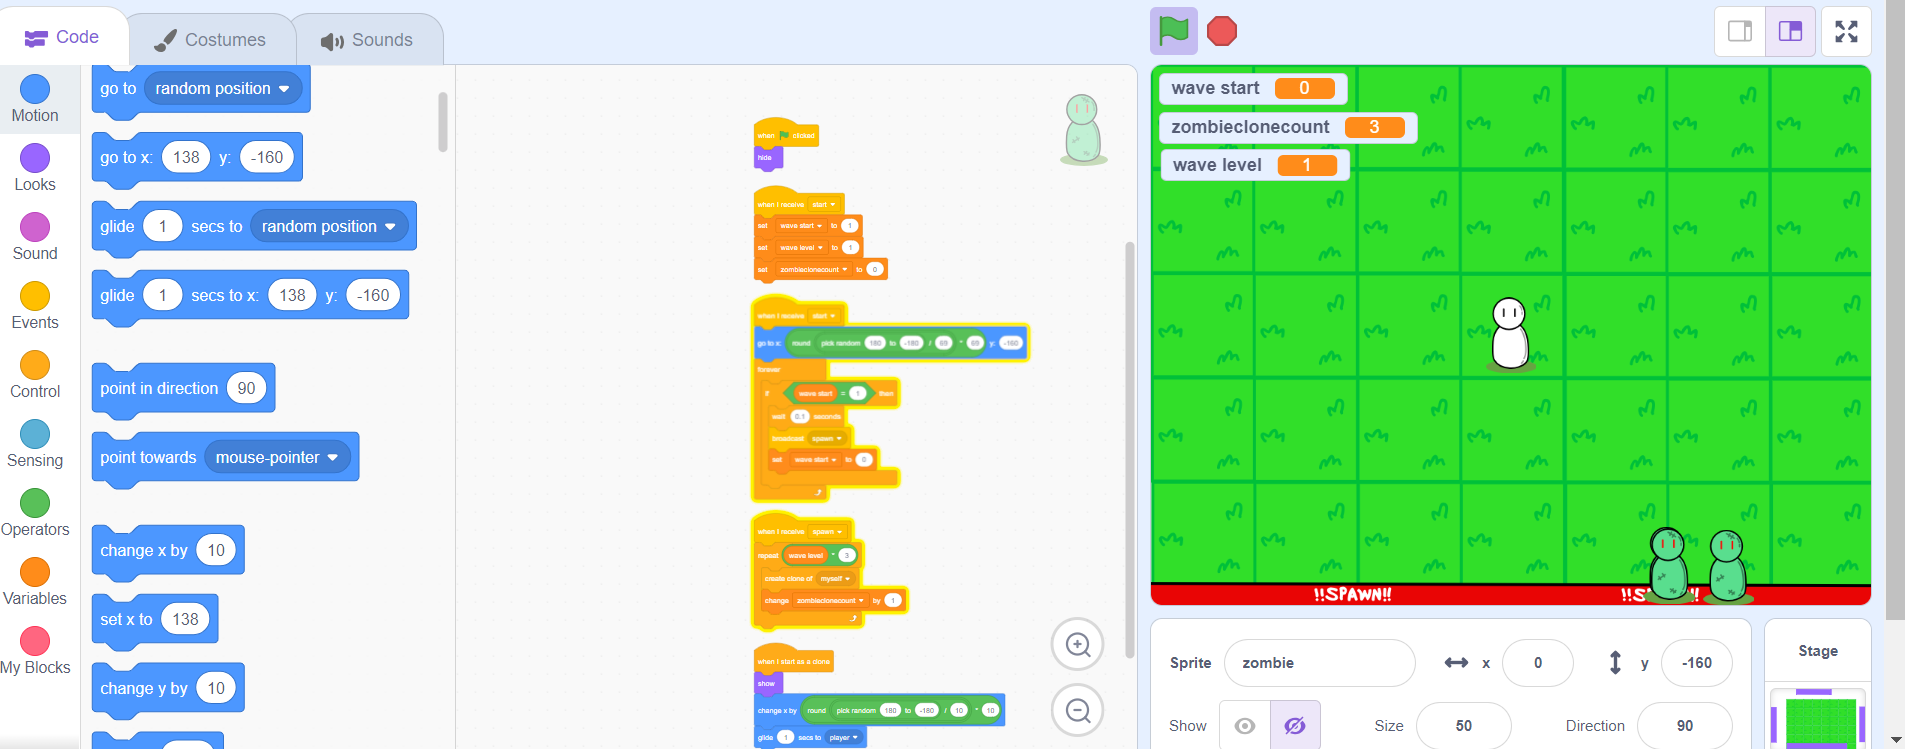 Code
Costumes
Sounds
Motion
Looks
Sound
Events
Control
Sensing
Operators
Variables
My Blocks
go to random position
go to x: 138 y: -160
glide 1 secs to random position
glide 1 secs to x: 138 y: -160
point in direction 90
point towards mouse-pointer
change x by 10
set x to 138
change y by 10
when clicked
hide
when I receive start
set wave start to 1
set wave level to 1
set zombieclonecount to 0
when I receive start
go to x: round pick random 180 to -180 / 69 * 69 y: -160
forever
if wave start = 1 then
wait 0.1 seconds
broadcast spawn
set wave start to 0
when I receive spawn
repeat wave level * 3
create clone of myself
change zombieclonecount by 1
when I start as a clone
show
change x by round pick random 180 to -180 / 10 * 10
glide 1 secs to player
wave start 0
zombieclonecount 3
wave level 1
!!SPAWN!!
Sprite zombie x 0 y -160
Show Size 50 Direction 90
Stage